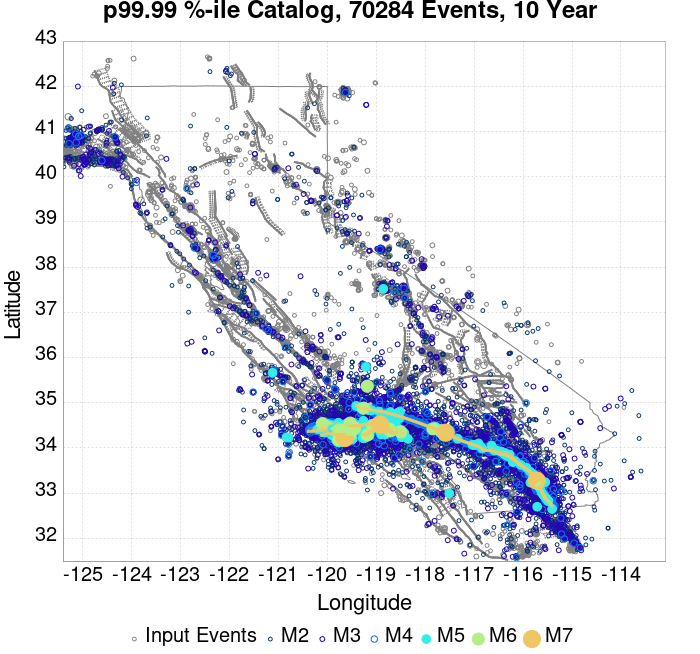 p99.99 %-ile Catalog, 70284 Events, 10 Year
43
42
41
40
39
38
37
36
35
34
33
32
Latitude
-125 -124 -123 -122 -121 -120 -119 -118 -117 -116 -115 -114
Longitude
Input Events M2 M3 M4 M5 M6 M7